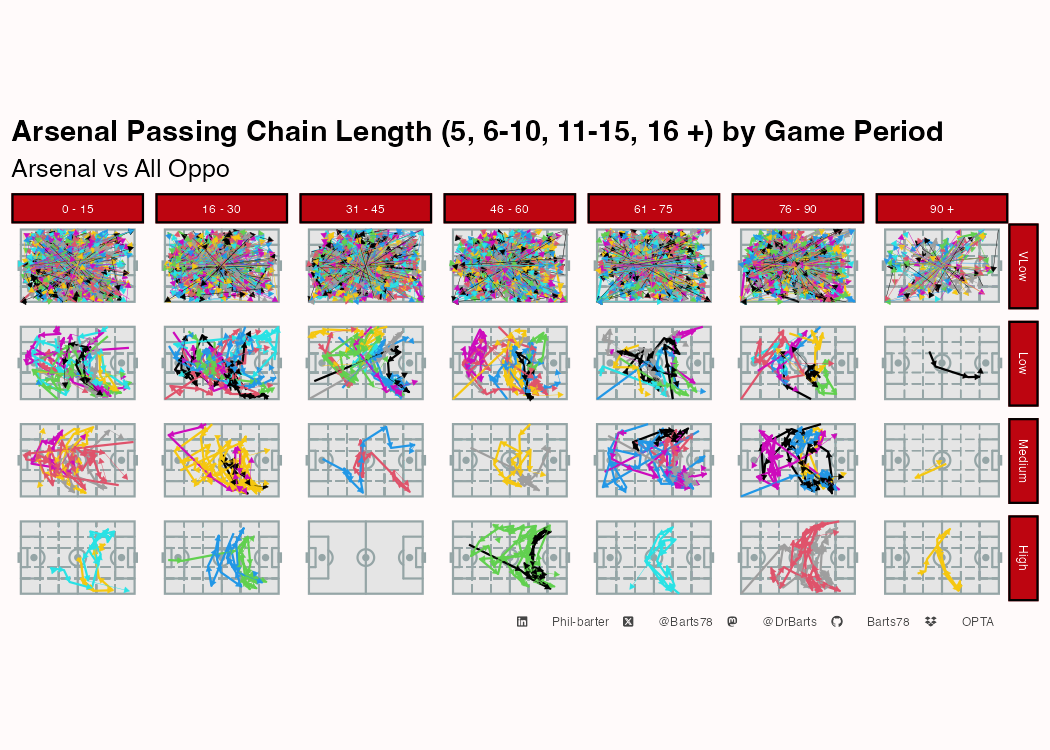 Arsenal Passing Chain Length (5, 6-10, 11-15, 16 +) by Game Period
Arsenal vs All Oppo
0 - 15 16 - 30 31 - 45 46 - 60 61 - 75 76 - 90 90 +
VLow
Low
Medium
High
Phil-barter @Barts78 @DrBarts Barts78 OPTA